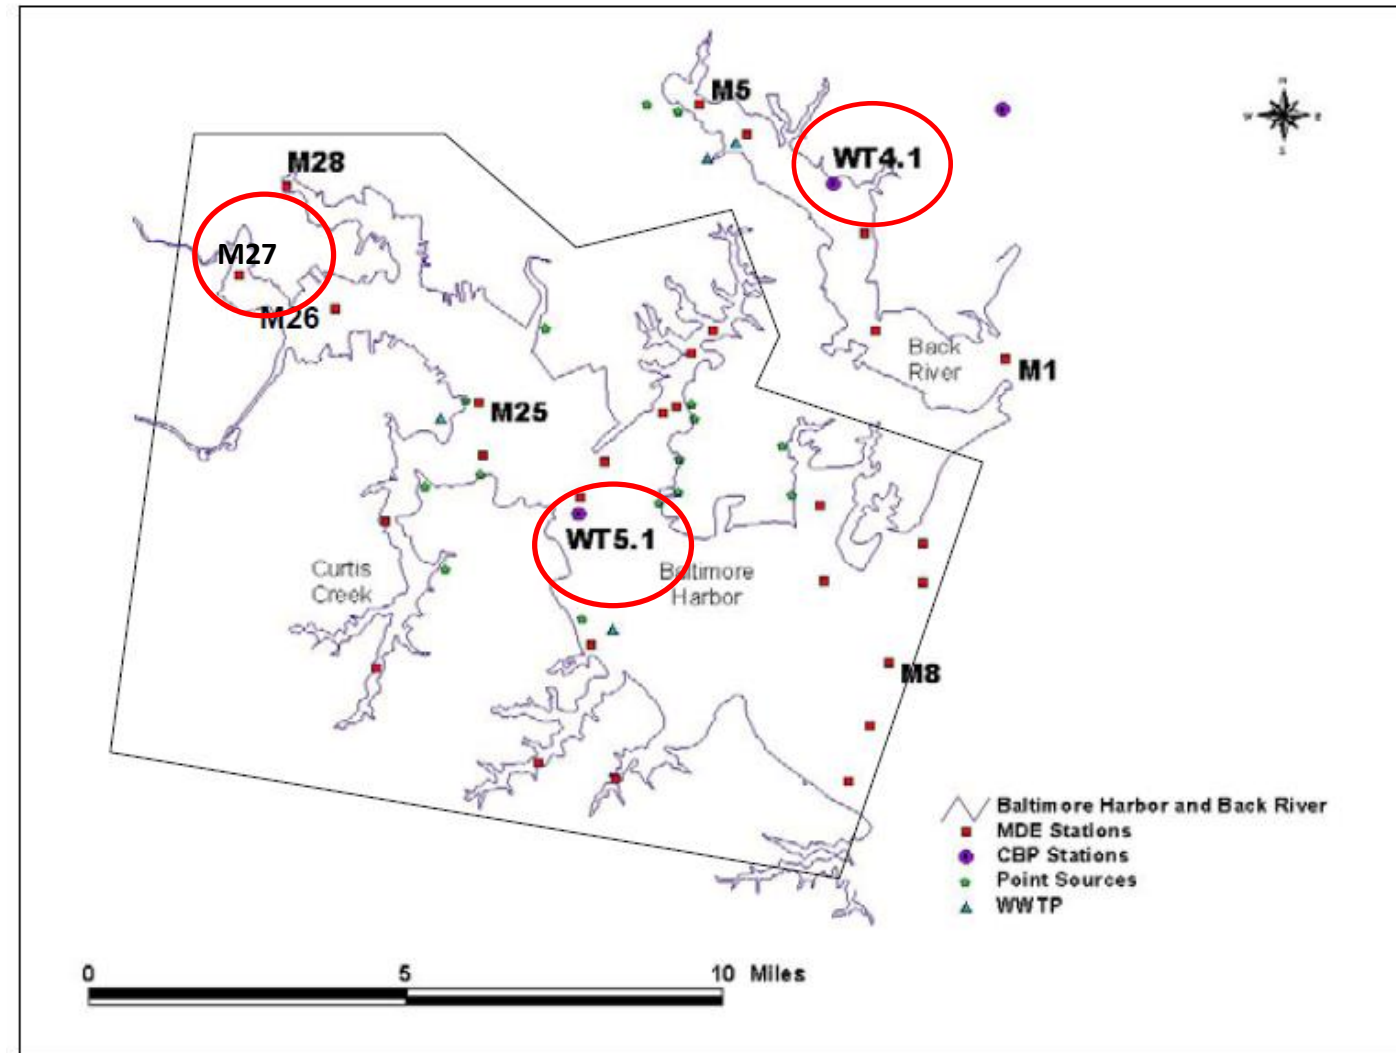 M5
N
W E
S
WT4.1
M28
M27
M26
Back
River
M1
M25
WT5.1
Curtis
Creek
Baltimore
Harbor
M8
Baltimore Harbor and Back River
MDE Stations
CBP Stations
Point Sources
WWTP
0 5 10 Miles